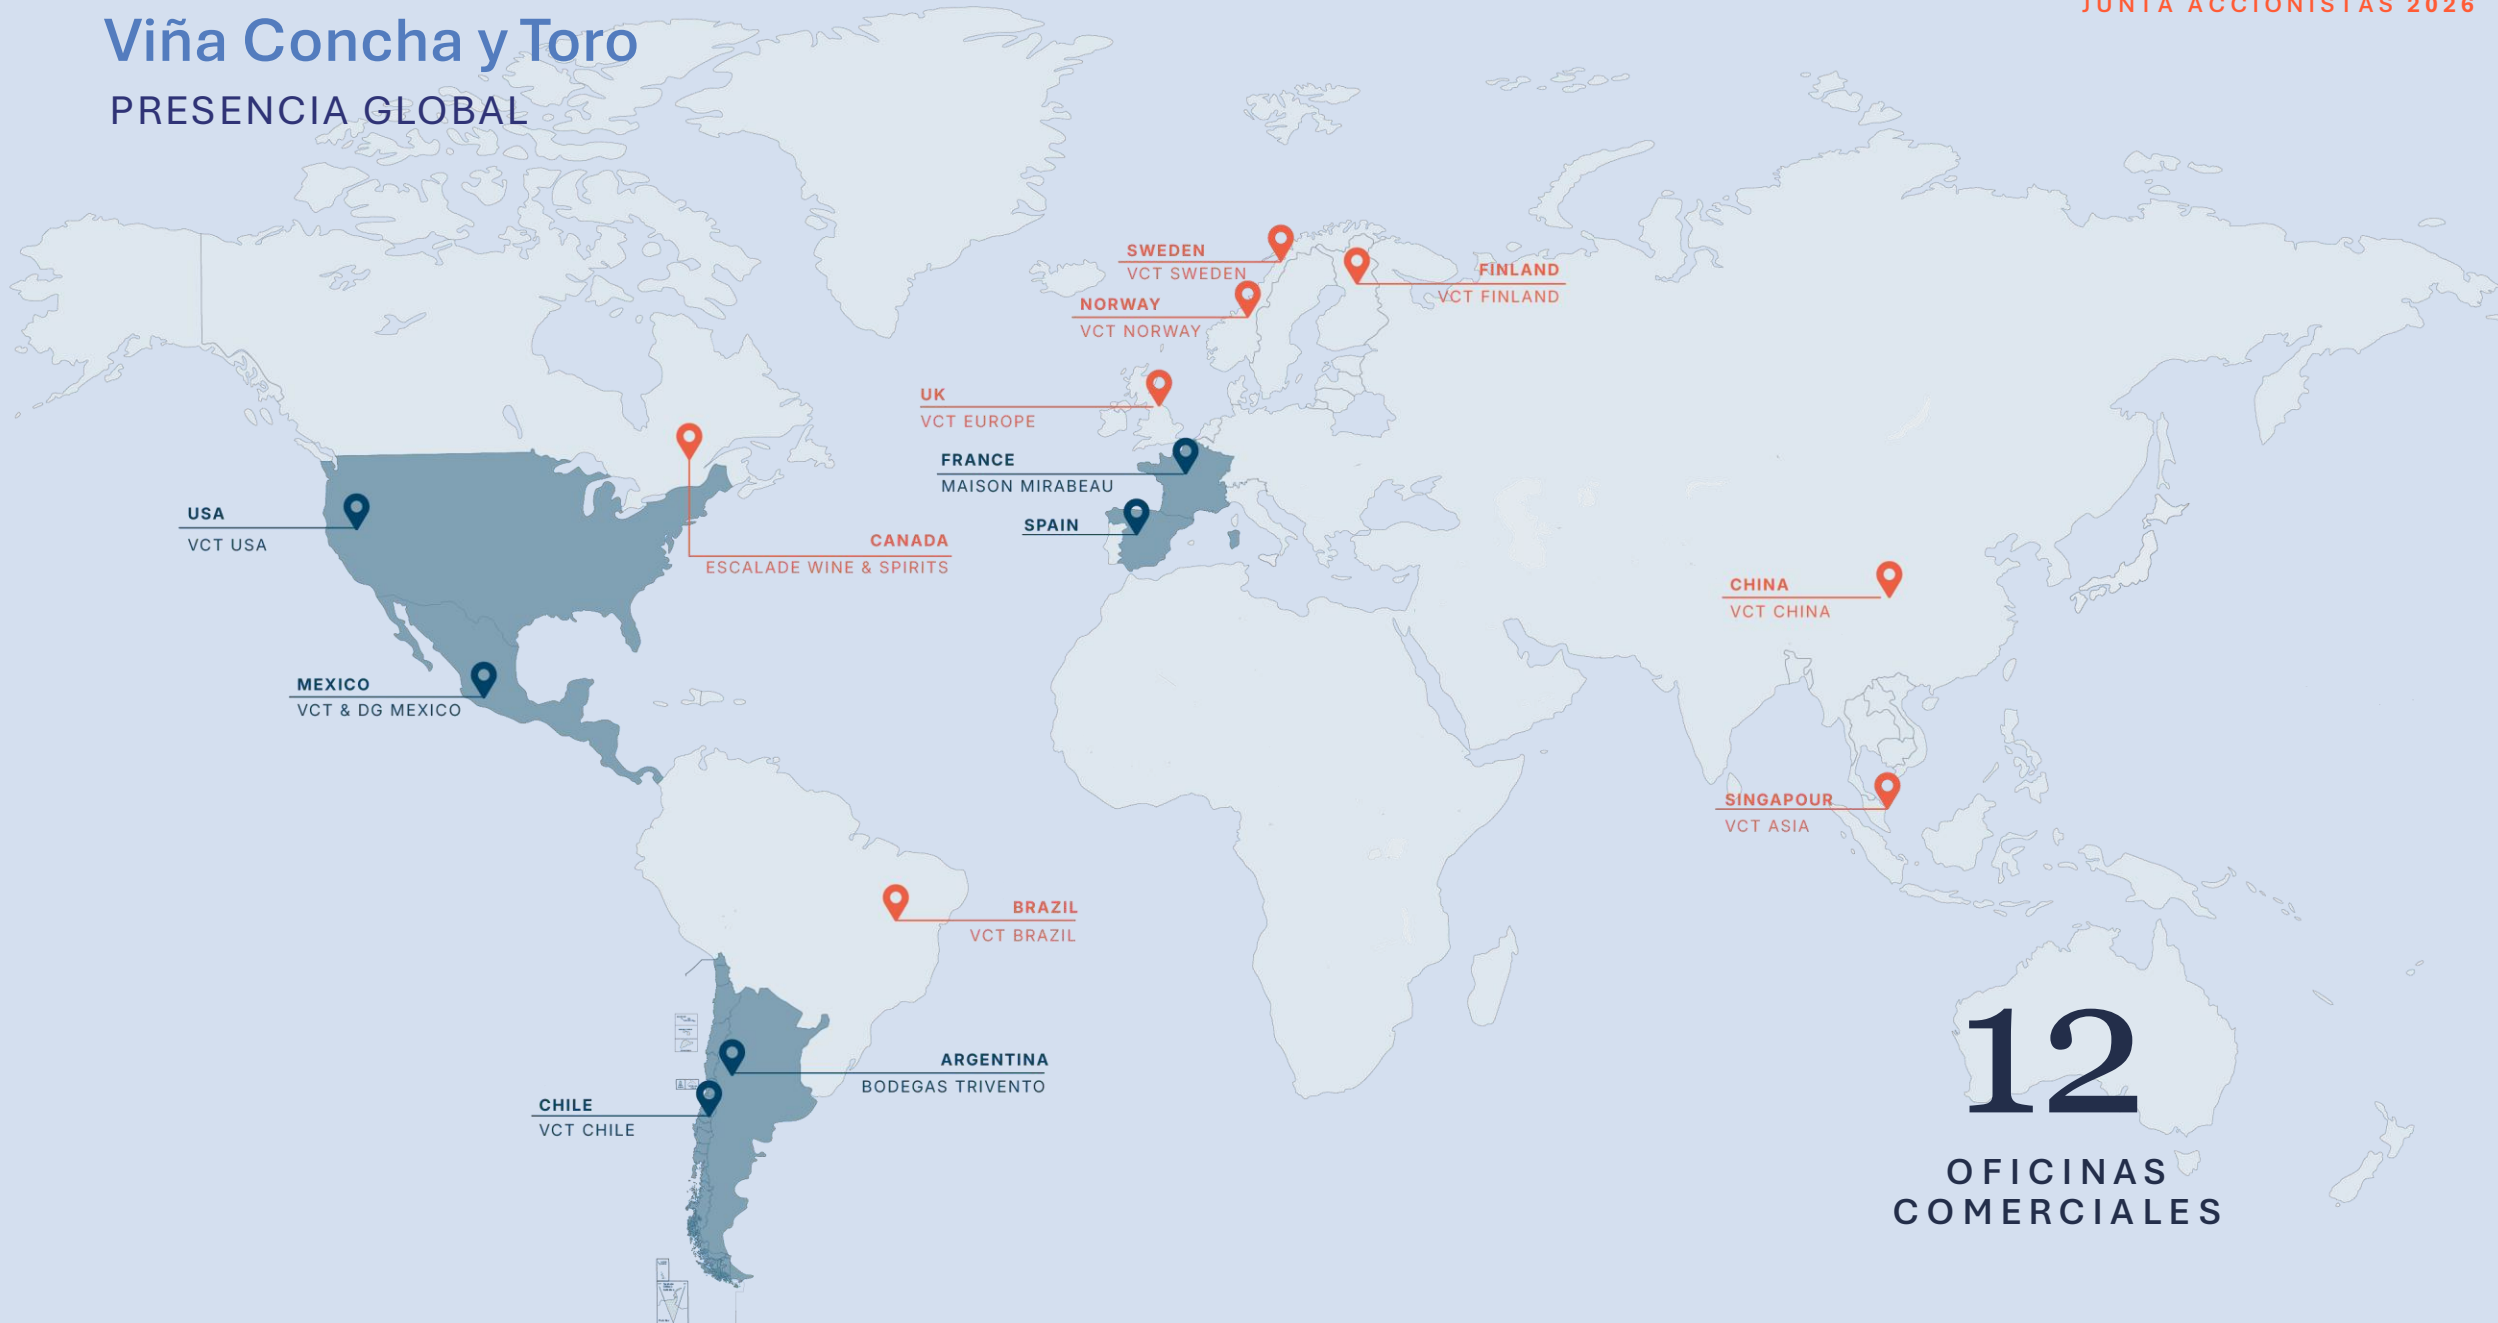 JUNTA ACCIONISTAS 2026
Viña Concha y Toro
PRESENCIA GLOBAL
SWEDEN
VCT SWEDEN
FINLAND
VCT FINLAND
NORWAY
VCT NORWAY
UK
VCT EUROPE
FRANCE
MAISON MIRABEAU
SPAIN
USA
VCT USA
CANADA
ESCALADE WINE & SPIRITS
CHINA
VCT CHINA
MEXICO
VCT & DG MEXICO
SINGAPOUR
VCT ASIA
BRAZIL
VCT BRAZIL
ARGENTINA
BODEGAS TRIVENTO
CHILE
VCT CHILE
12
OFICINAS
COMERCIALES